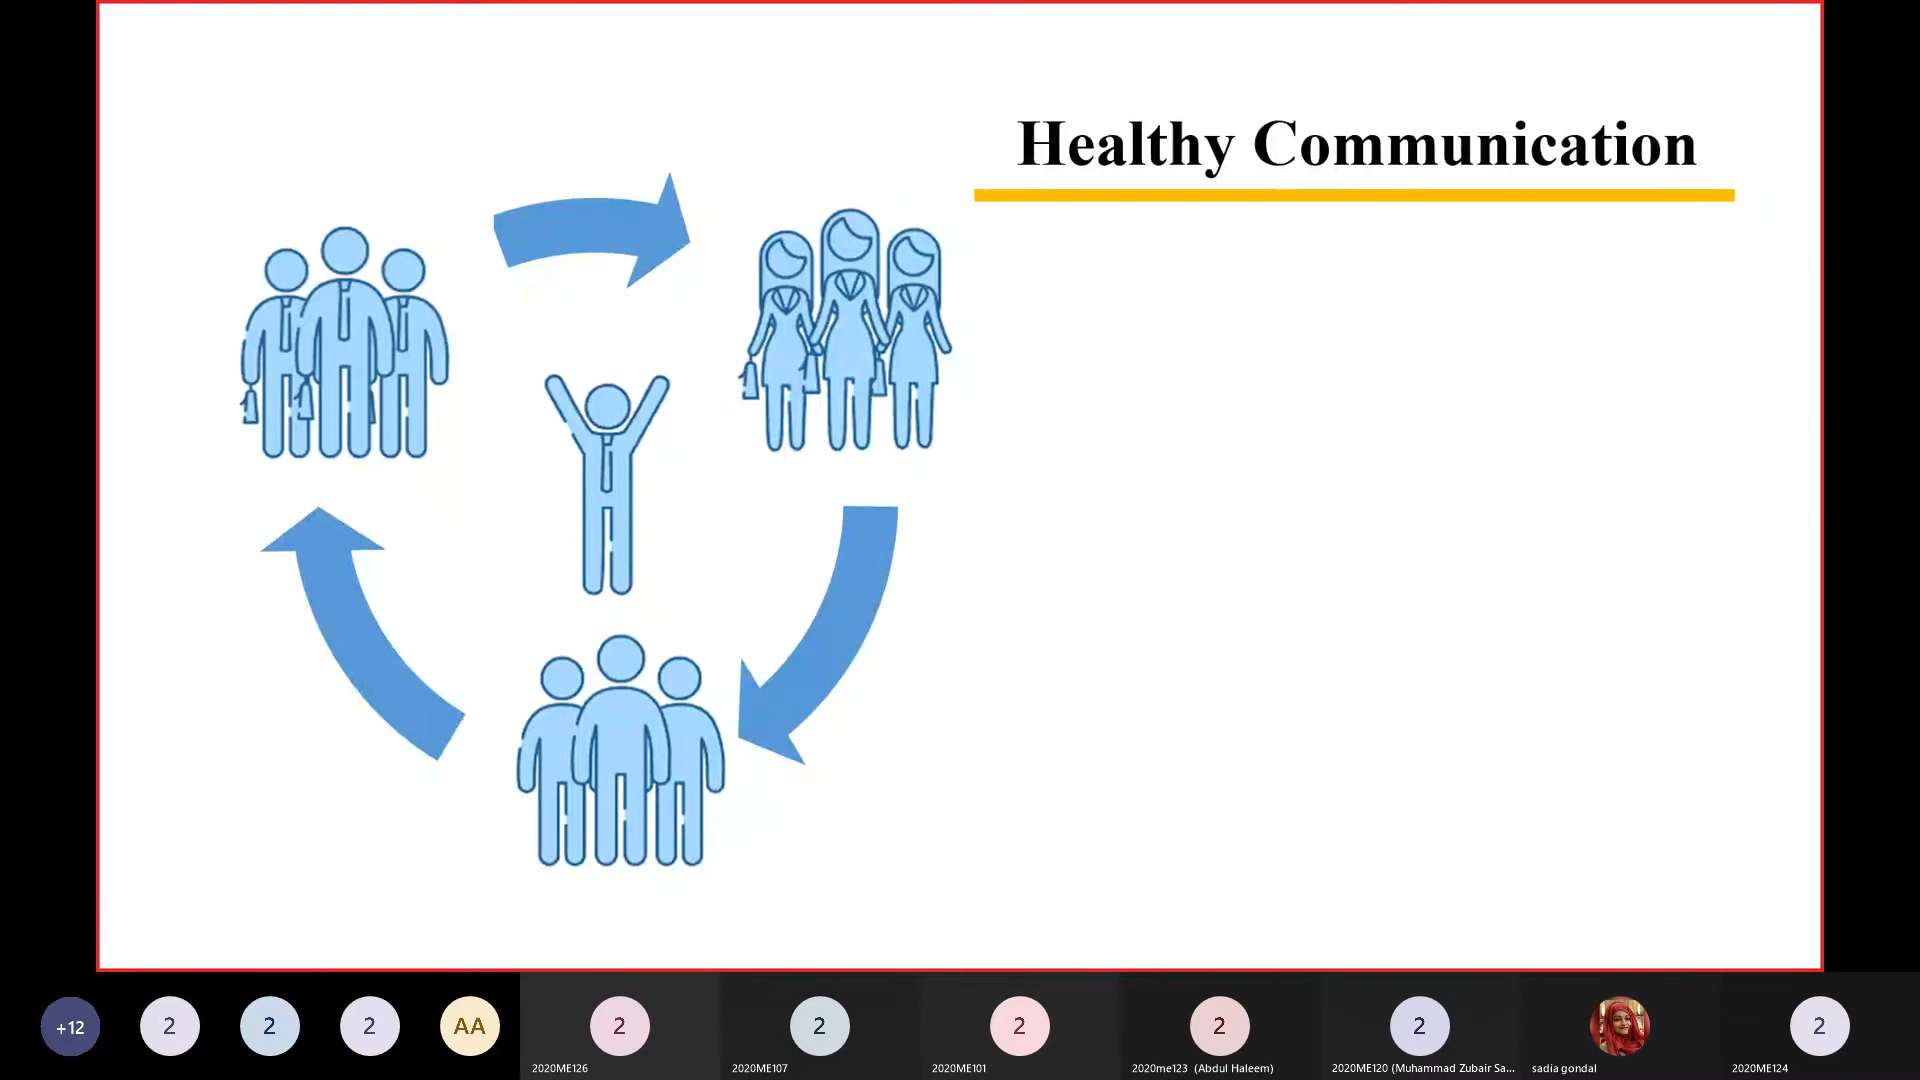 Healthy Communication
+12
2
2
2
AA
2
2
2
2
2
2
2020ME126
2020ME107
2020ME101
2020me123 (Abdul Haleem)
2020ME120 (Muhammad Zubair Sa...
sadia gondal
2020ME124